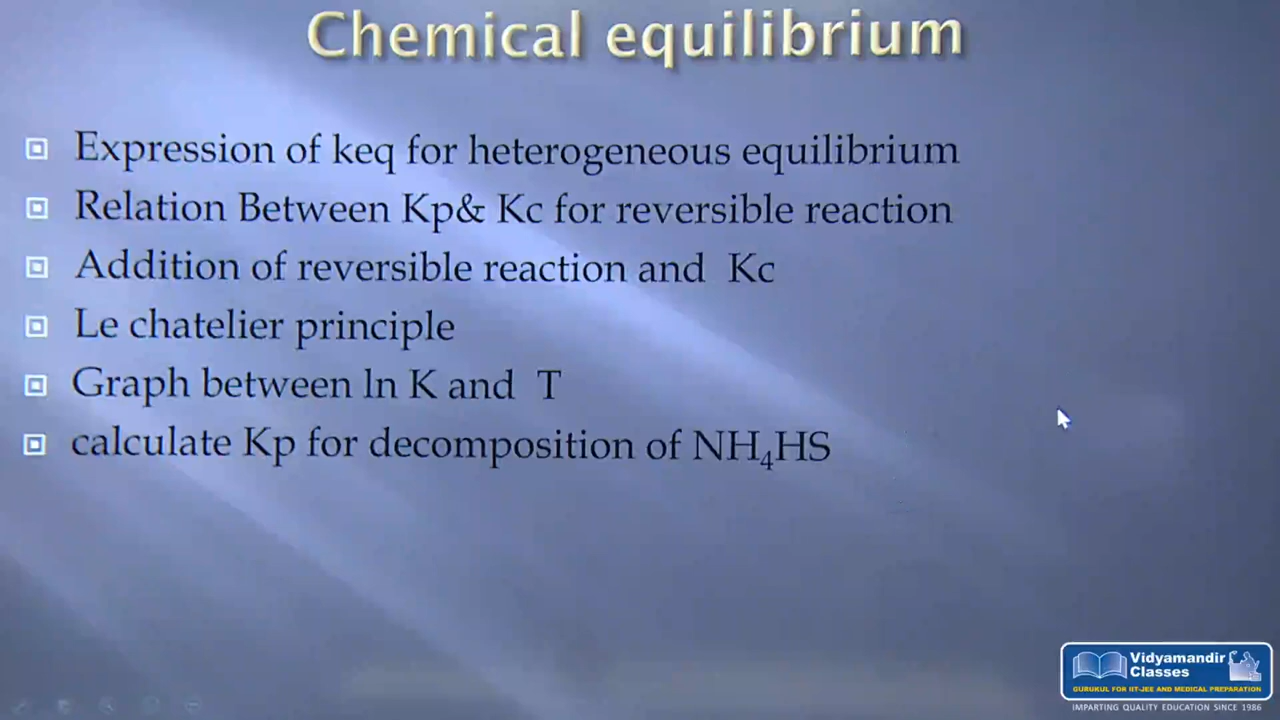 Chemical equilibrium
Expression of keq for heterogeneous equilibrium
Relation Between Kp& Kc for reversible reaction
Addition of reversible reaction and Kc
Le chatelier principle
Graph between ln K and T
calculate Kp for decomposition of NH₄HS
Vidyamandir
Classes
GURUKUL FOR IIT-JEE AND MEDICAL PREPARATION
IMPARTING QUALITY EDUCATION SINCE 1986